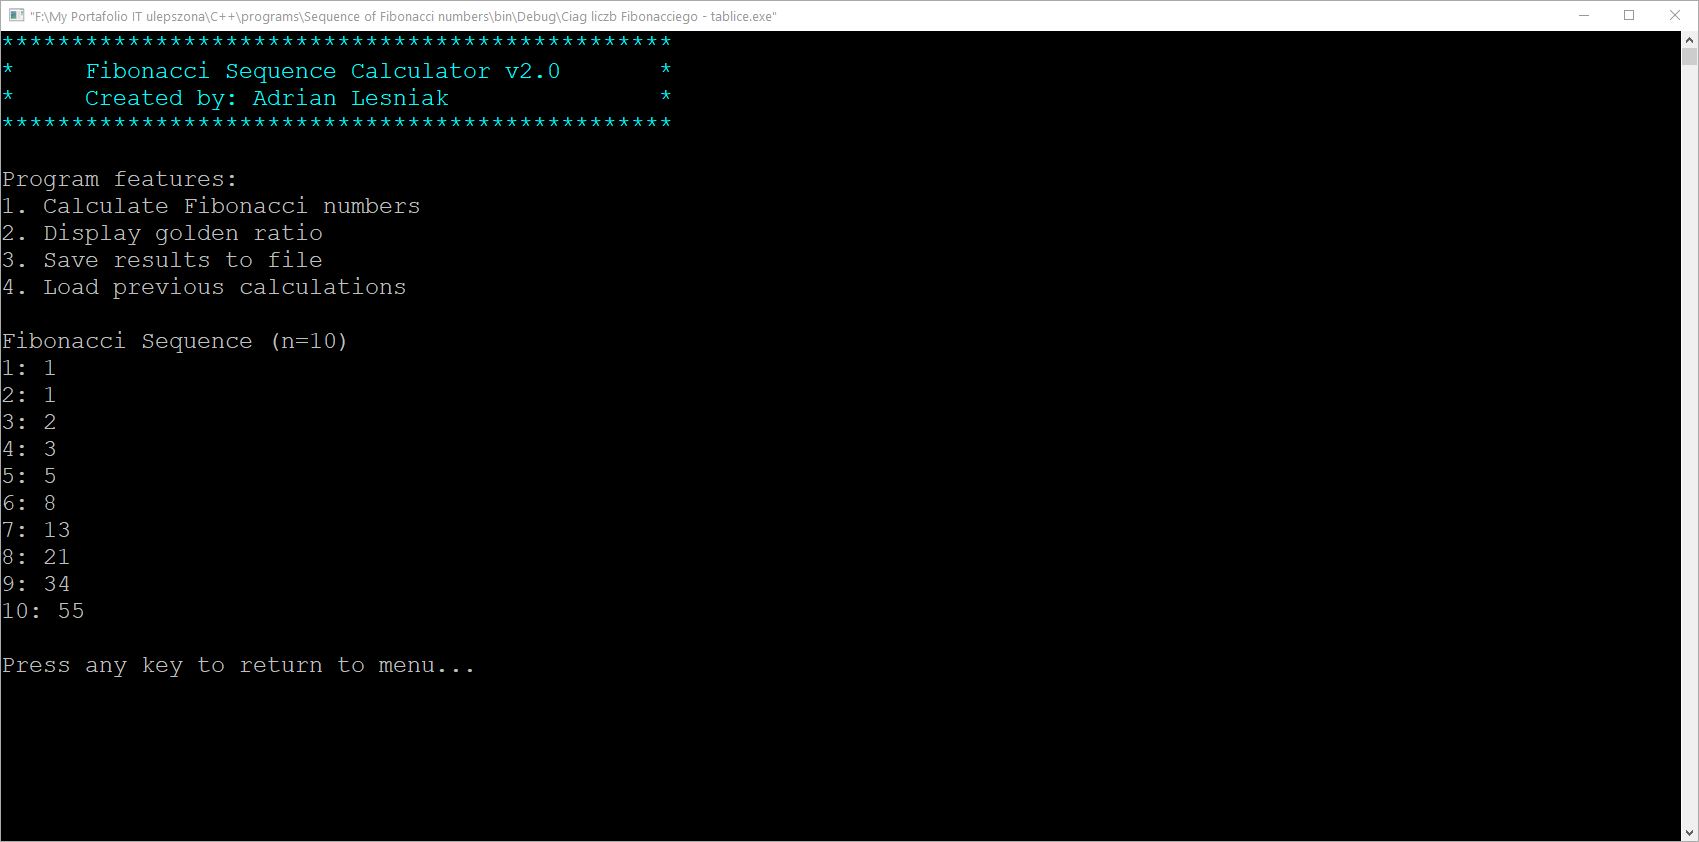 "F:\My Portafolio IT ulepszona\C++\programs\Sequence of Fibonacci numbers\bin\Debug\Ciag liczb Fibonacciego - tablice.exe"
************************************************
*     Fibonacci Sequence Calculator v2.0       *
*     Created by: Adrian Lesniak               *
************************************************
Program features:
1. Calculate Fibonacci numbers
2. Display golden ratio
3. Save results to file
4. Load previous calculations
Fibonacci Sequence (n=10)
1: 1
2: 1
3: 2
4: 3
5: 5
6: 8
7: 13
8: 21
9: 34
10: 55
Press any key to return to menu...